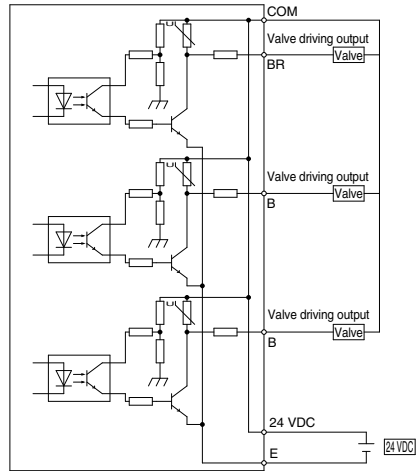 COM
Valve driving output
Valve
BR
Valve driving output
Valve
B
Valve driving output
Valve
B
24 VDC
24 VDC
E